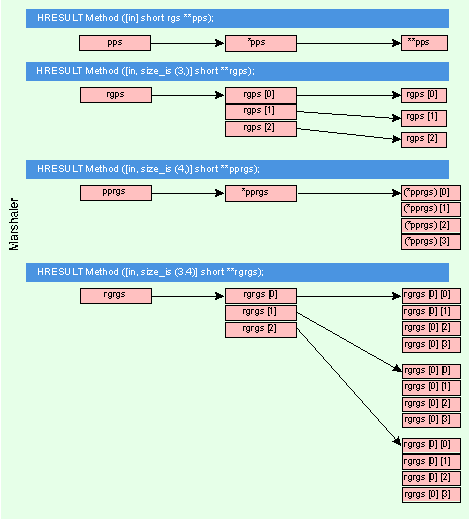 HRESULT Method ([in] short rgs **pps);
pps *pps **pps
HRESULT Method ([in, size_is (3,)] short **rgps);
rgps rgps [0] rgps [0]
rgps [1] rgps [1]
rgps [2] rgps [2]
HRESULT Method ([in, size_is (4,)] short **pprgs);
pprgs *pprgs (*pprgs) [0]
(*pprgs) [1]
(*pprgs) [2]
(*pprgs) [3]
Marshaler
HRESULT Method ([in, size_is (3.4)] short **rgrgs);
rgrgs rgrgs [0] rgrgs [0] [0]
rgrgs [1] rgrgs [0] [1]
rgrgs [2] rgrgs [0] [2]
rgrgs [0] [3]
rgrgs [0] [0]
rgrgs [0] [1]
rgrgs [0] [2]
rgrgs [0] [3]
rgrgs [0] [0]
rgrgs [0] [1]
rgrgs [0] [2]
rgrgs [0] [3]